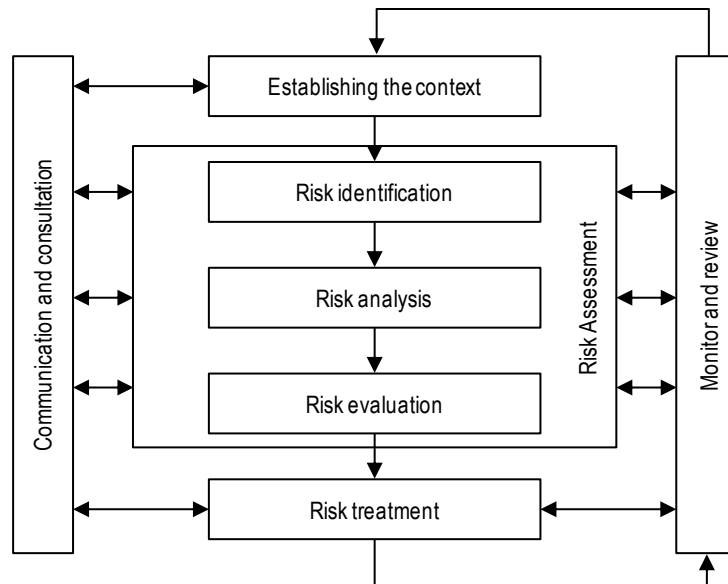 Establishing the context
Communication and consultation
Risk identification
Risk analysis
Risk evaluation
Risk Assessment
Monitor and review
Risk treatment